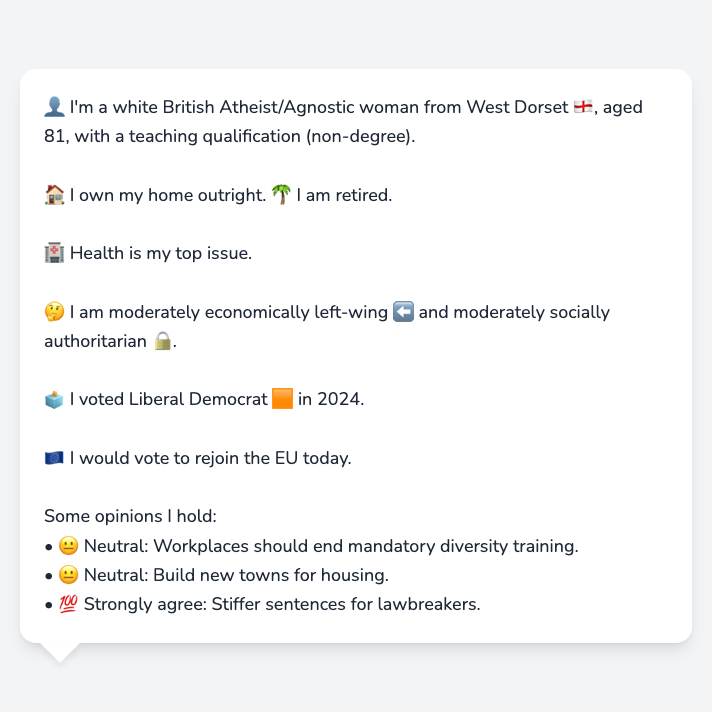 👤 I'm a white British Atheist/Agnostic woman from West Dorset 🏴󠁧󠁢󠁥󠁮󠁧󠁿, aged
81, with a teaching qualification (non-degree).
🏠 I own my home outright. 🌴 I am retired.
🏥 Health is my top issue.
🤔 I am moderately economically left-wing ⬅️ and moderately socially
authoritarian 🔒.
🗳️ I voted Liberal Democrat 🟧 in 2024.
🇪🇺 I would vote to rejoin the EU today.
Some opinions I hold:
• 😐 Neutral: Workplaces should end mandatory diversity training.
• 😐 Neutral: Build new towns for housing.
• 💯 Strongly agree: Stiffer sentences for lawbreakers.